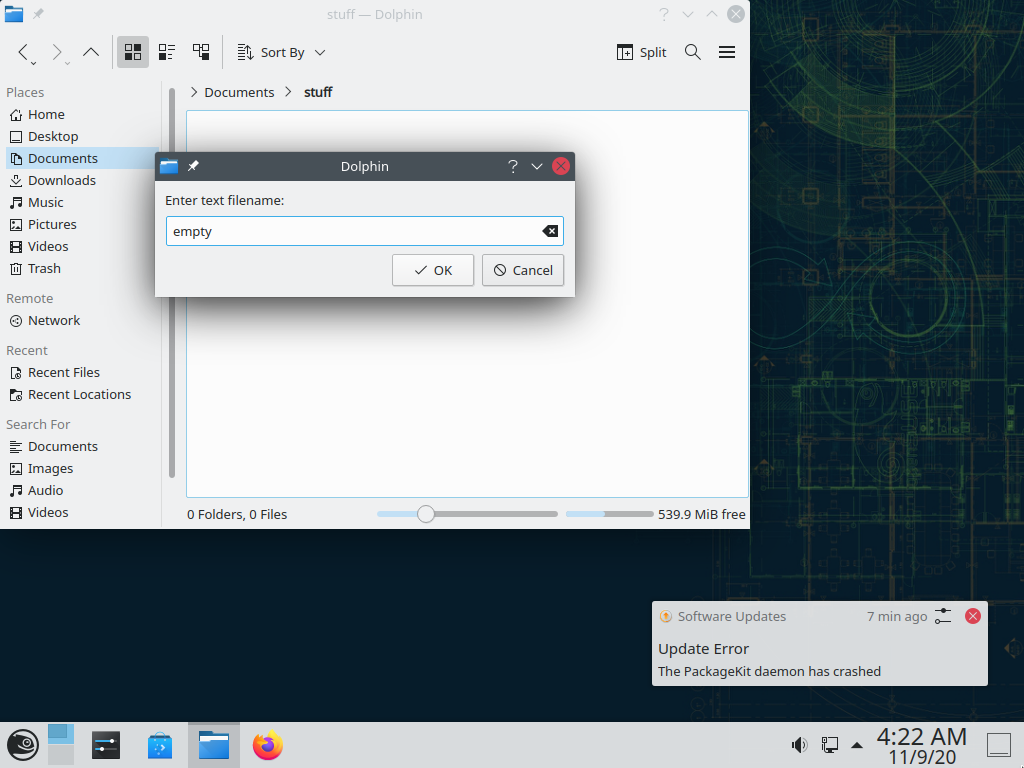 stuff — Dolphin
Sort By
Split
Places
Home
Desktop
Documents
Downloads
Music
Pictures
Videos
Trash
Remote
Network
Recent
Recent Files
Recent Locations
Search For
Documents
Images
Audio
Videos
Documents
stuff
Dolphin
?
Enter text filename:
empty
OK
Cancel
0 Folders, 0 Files
539.9 MiB free
Software Updates
7 min ago
Update Error
The PackageKit daemon has crashed
4:22 AM
11/9/20